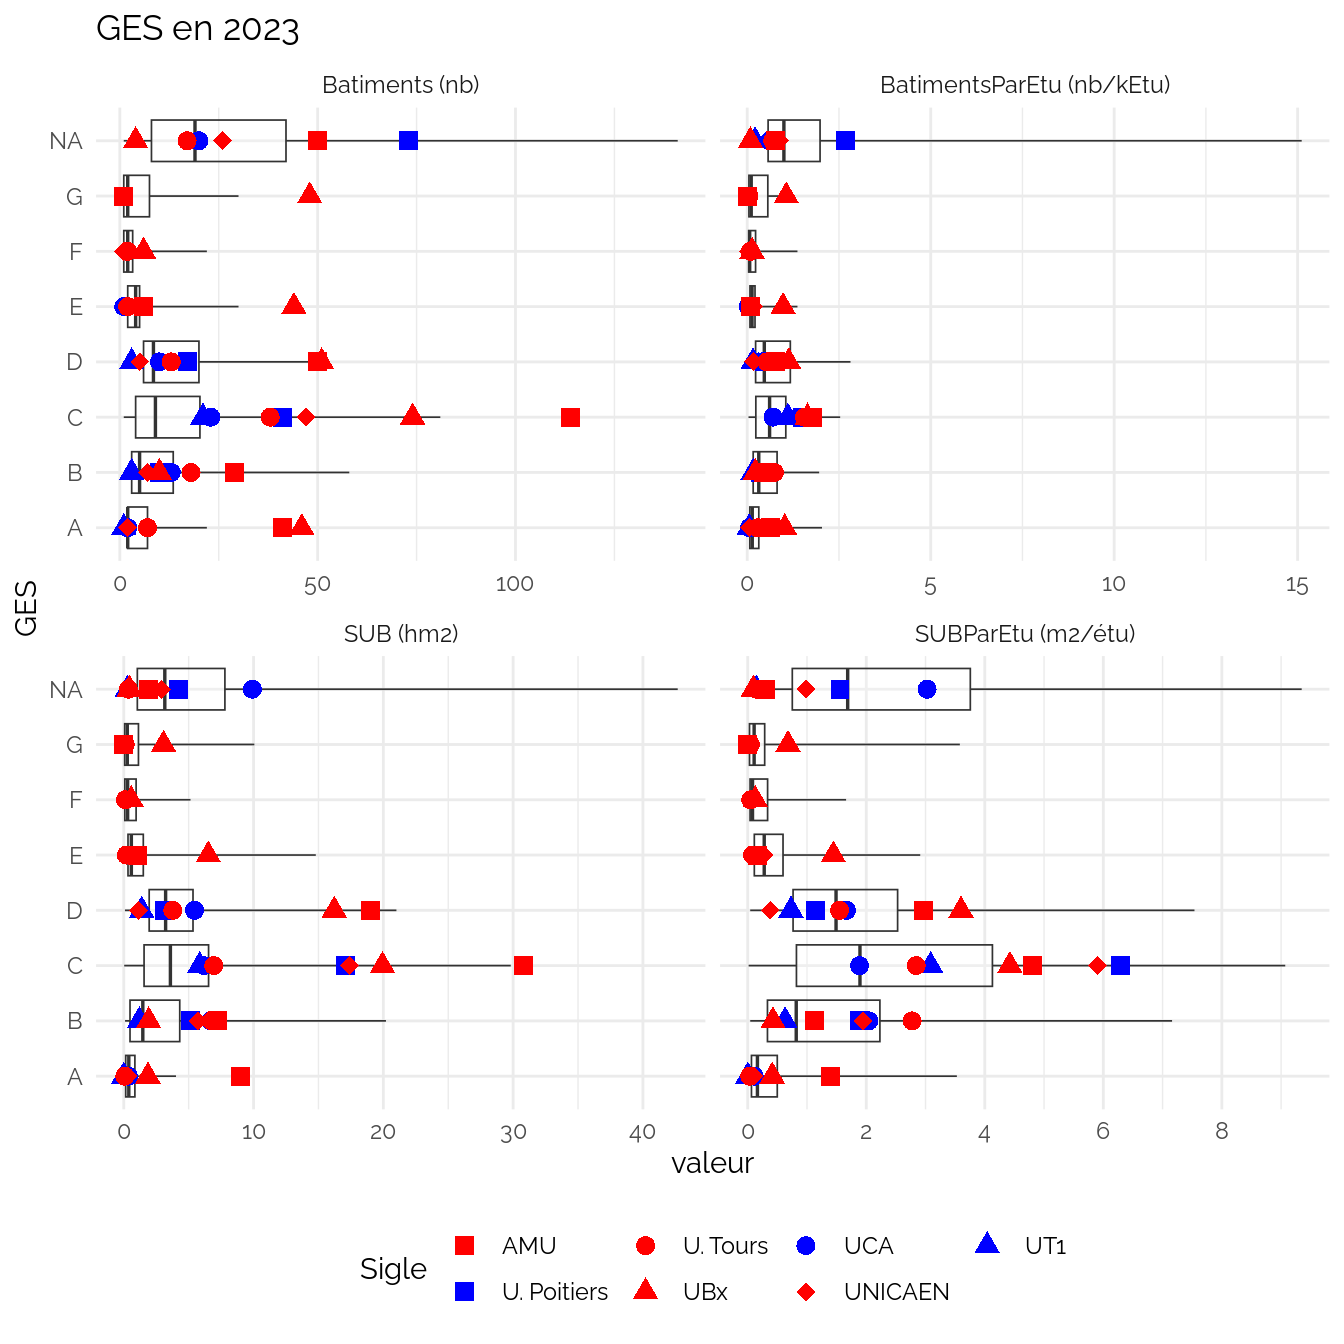 GES en 2023
Batiments (nb)
BatimentsParEtu (nb/kEtu)
NA
G
F
E
D
C
B
A
0 50 100
0 5 10 15
GES
SUB (hm2)
SUBParEtu (m2/étu)
NA
G
F
E
D
C
B
A
0 10 20 30 40
0 2 4 6 8
valeur
Sigle
AMU U. Tours UCA UT1
U. Poitiers UBx UNICAEN